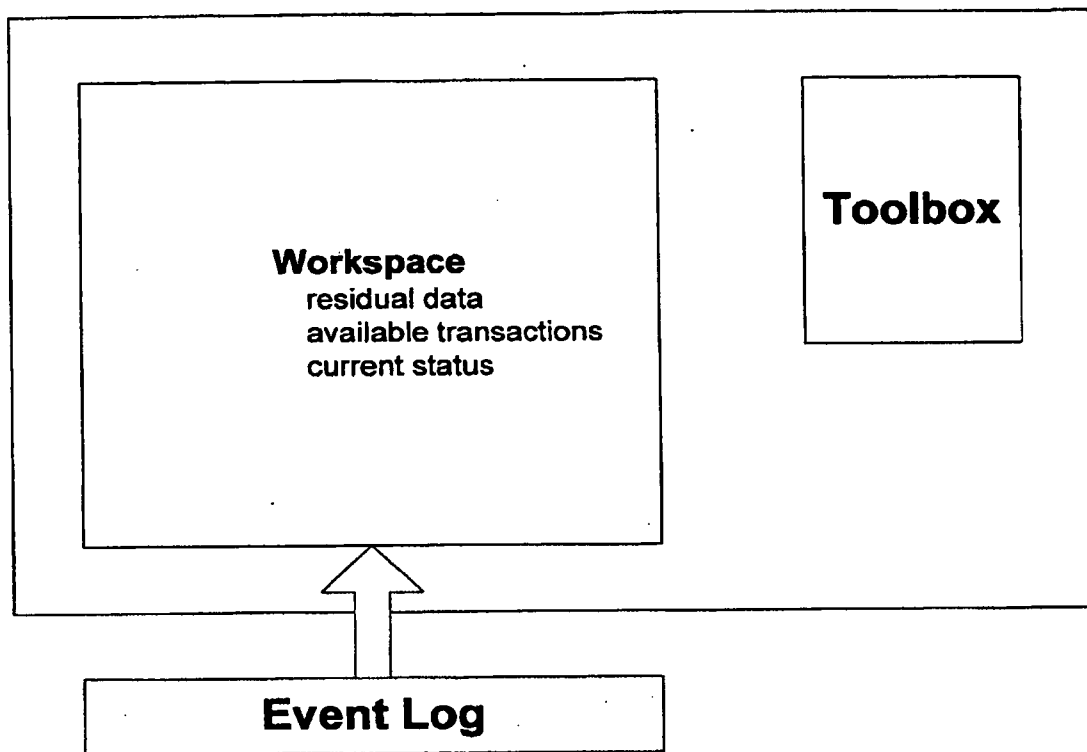 Workspace
residual data
available transactions
current status
Toolbox
Event Log